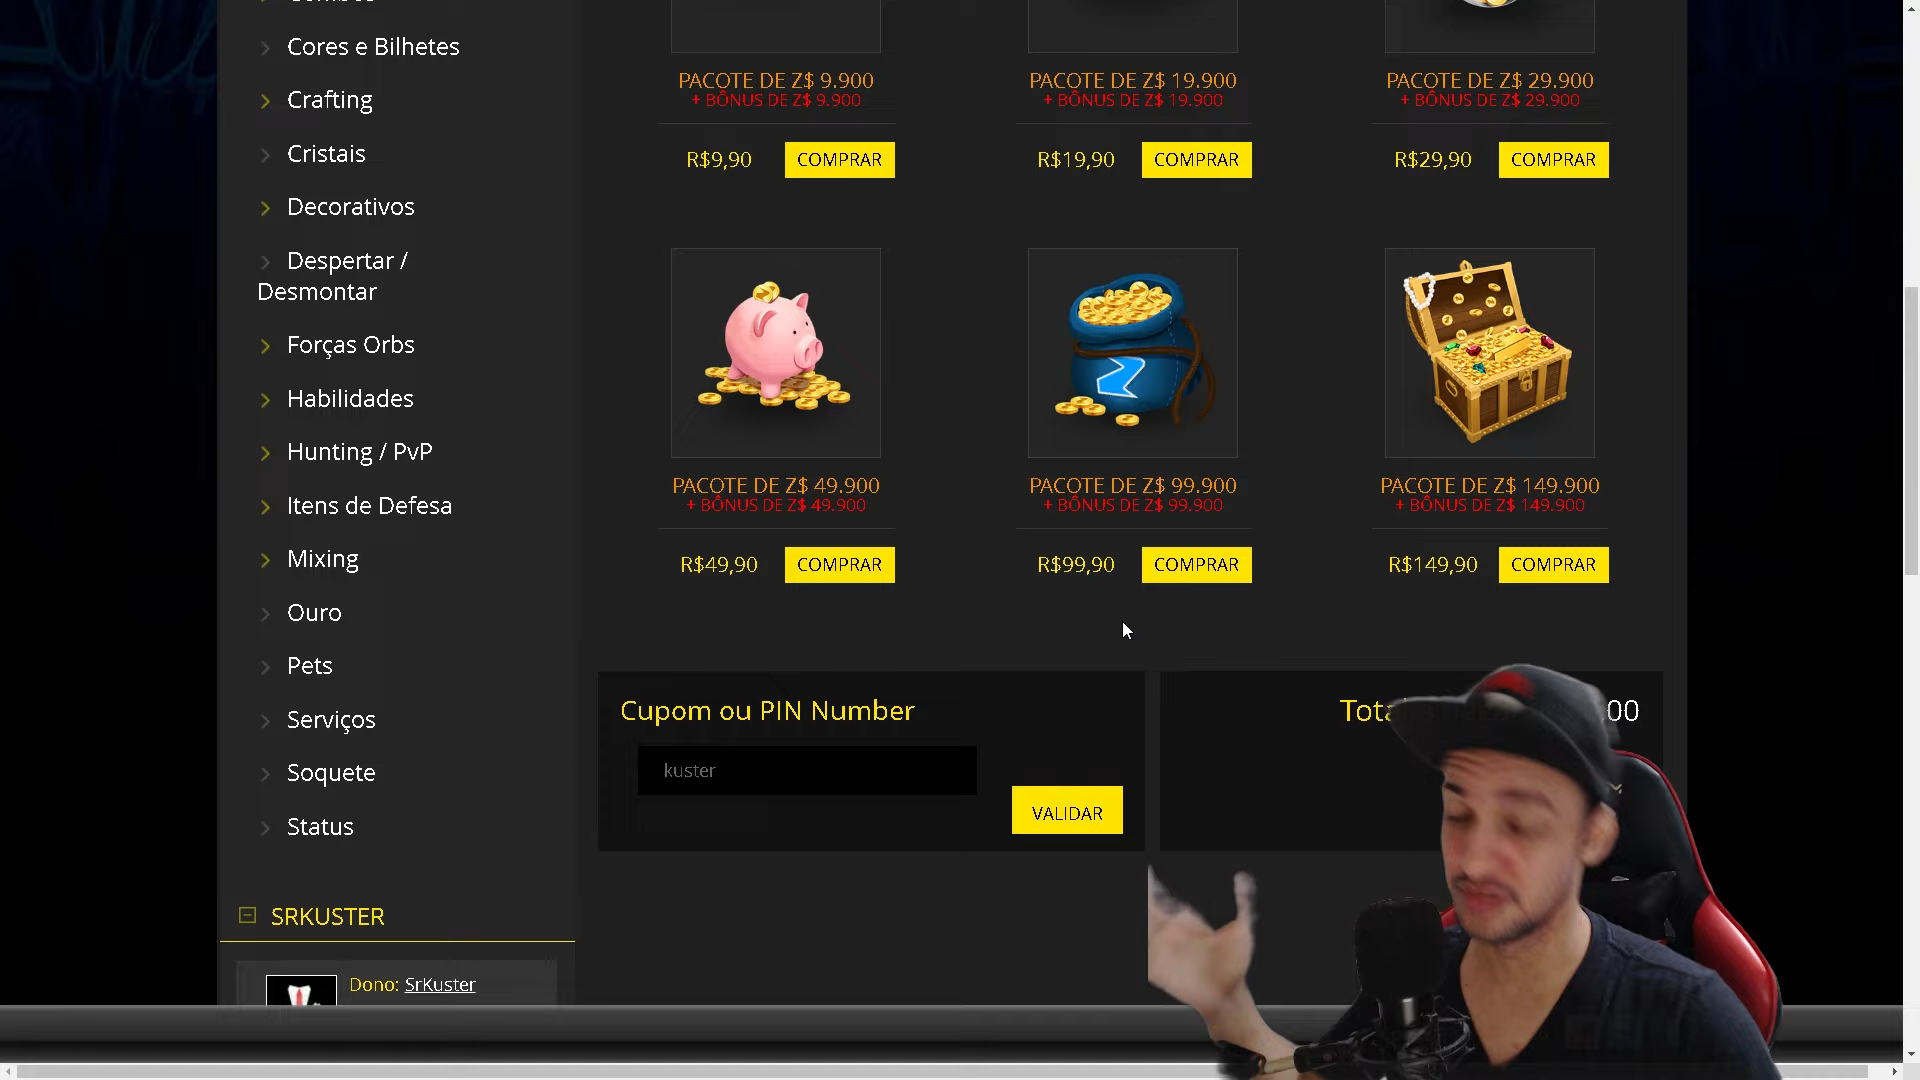 Cores e Bilhetes
Crafting
Cristais
Decorativos
Despertar /
Desmontar
Forças Orbs
Habilidades
Hunting / PvP
Itens de Defesa
Mixing
Ouro
Pets
Serviços
Soquete
Status
SRKUSTER
Dono: SrKuster
PACOTE DE Z$ 9.900
+ BÔNUS DE Z$ 9.900
R$9,90
COMPRAR
PACOTE DE Z$ 19.900
+ BÔNUS DE Z$ 19.900
R$19,90
COMPRAR
PACOTE DE Z$ 29.900
+ BÔNUS DE Z$ 29.900
R$29,90
COMPRAR
PACOTE DE Z$ 49.900
+ BÔNUS DE Z$ 49.900
R$49,90
COMPRAR
PACOTE DE Z$ 99.900
+ BÔNUS DE Z$ 99.900
R$99,90
COMPRAR
PACOTE DE Z$ 149.900
+ BÔNUS DE Z$ 149.900
R$149,90
COMPRAR
Cupom ou PIN Number
kuster
VALIDAR